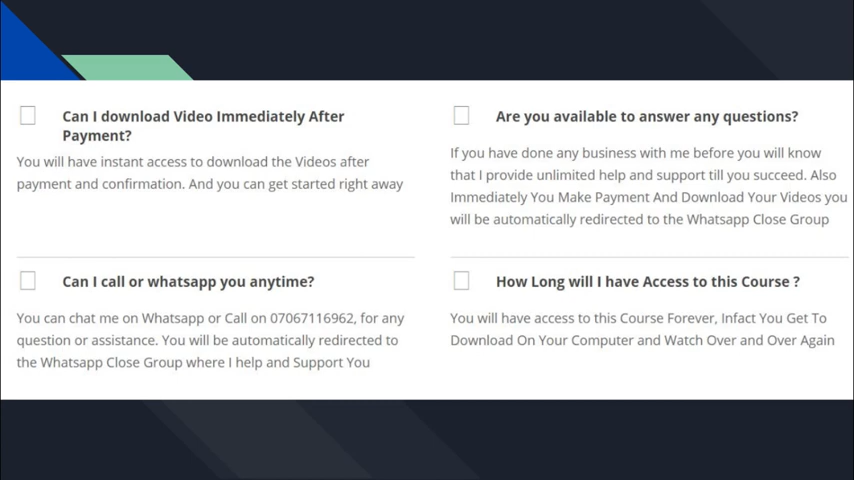 Can I download Video Immediately After
Payment?
You will have instant access to download the Videos after
payment and confirmation. And you can get started right away
Are you available to answer any questions?
If you have done any business with me before you will know
that I provide unlimited help and support till you succeed. Also
Immediately You Make Payment And Download Your Videos you
will be automatically redirected to the Whatsapp Close Group
Can I call or whatsapp you anytime?
You can chat me on Whatsapp or Call on 07067116962, for any
question or assistance. You will be automatically redirected to
the Whatsapp Close Group where I help and Support You
How Long will I have Access to this Course ?
You will have access to this Course Forever, Infact You Get To
Download On Your Computer and Watch Over and Over Again